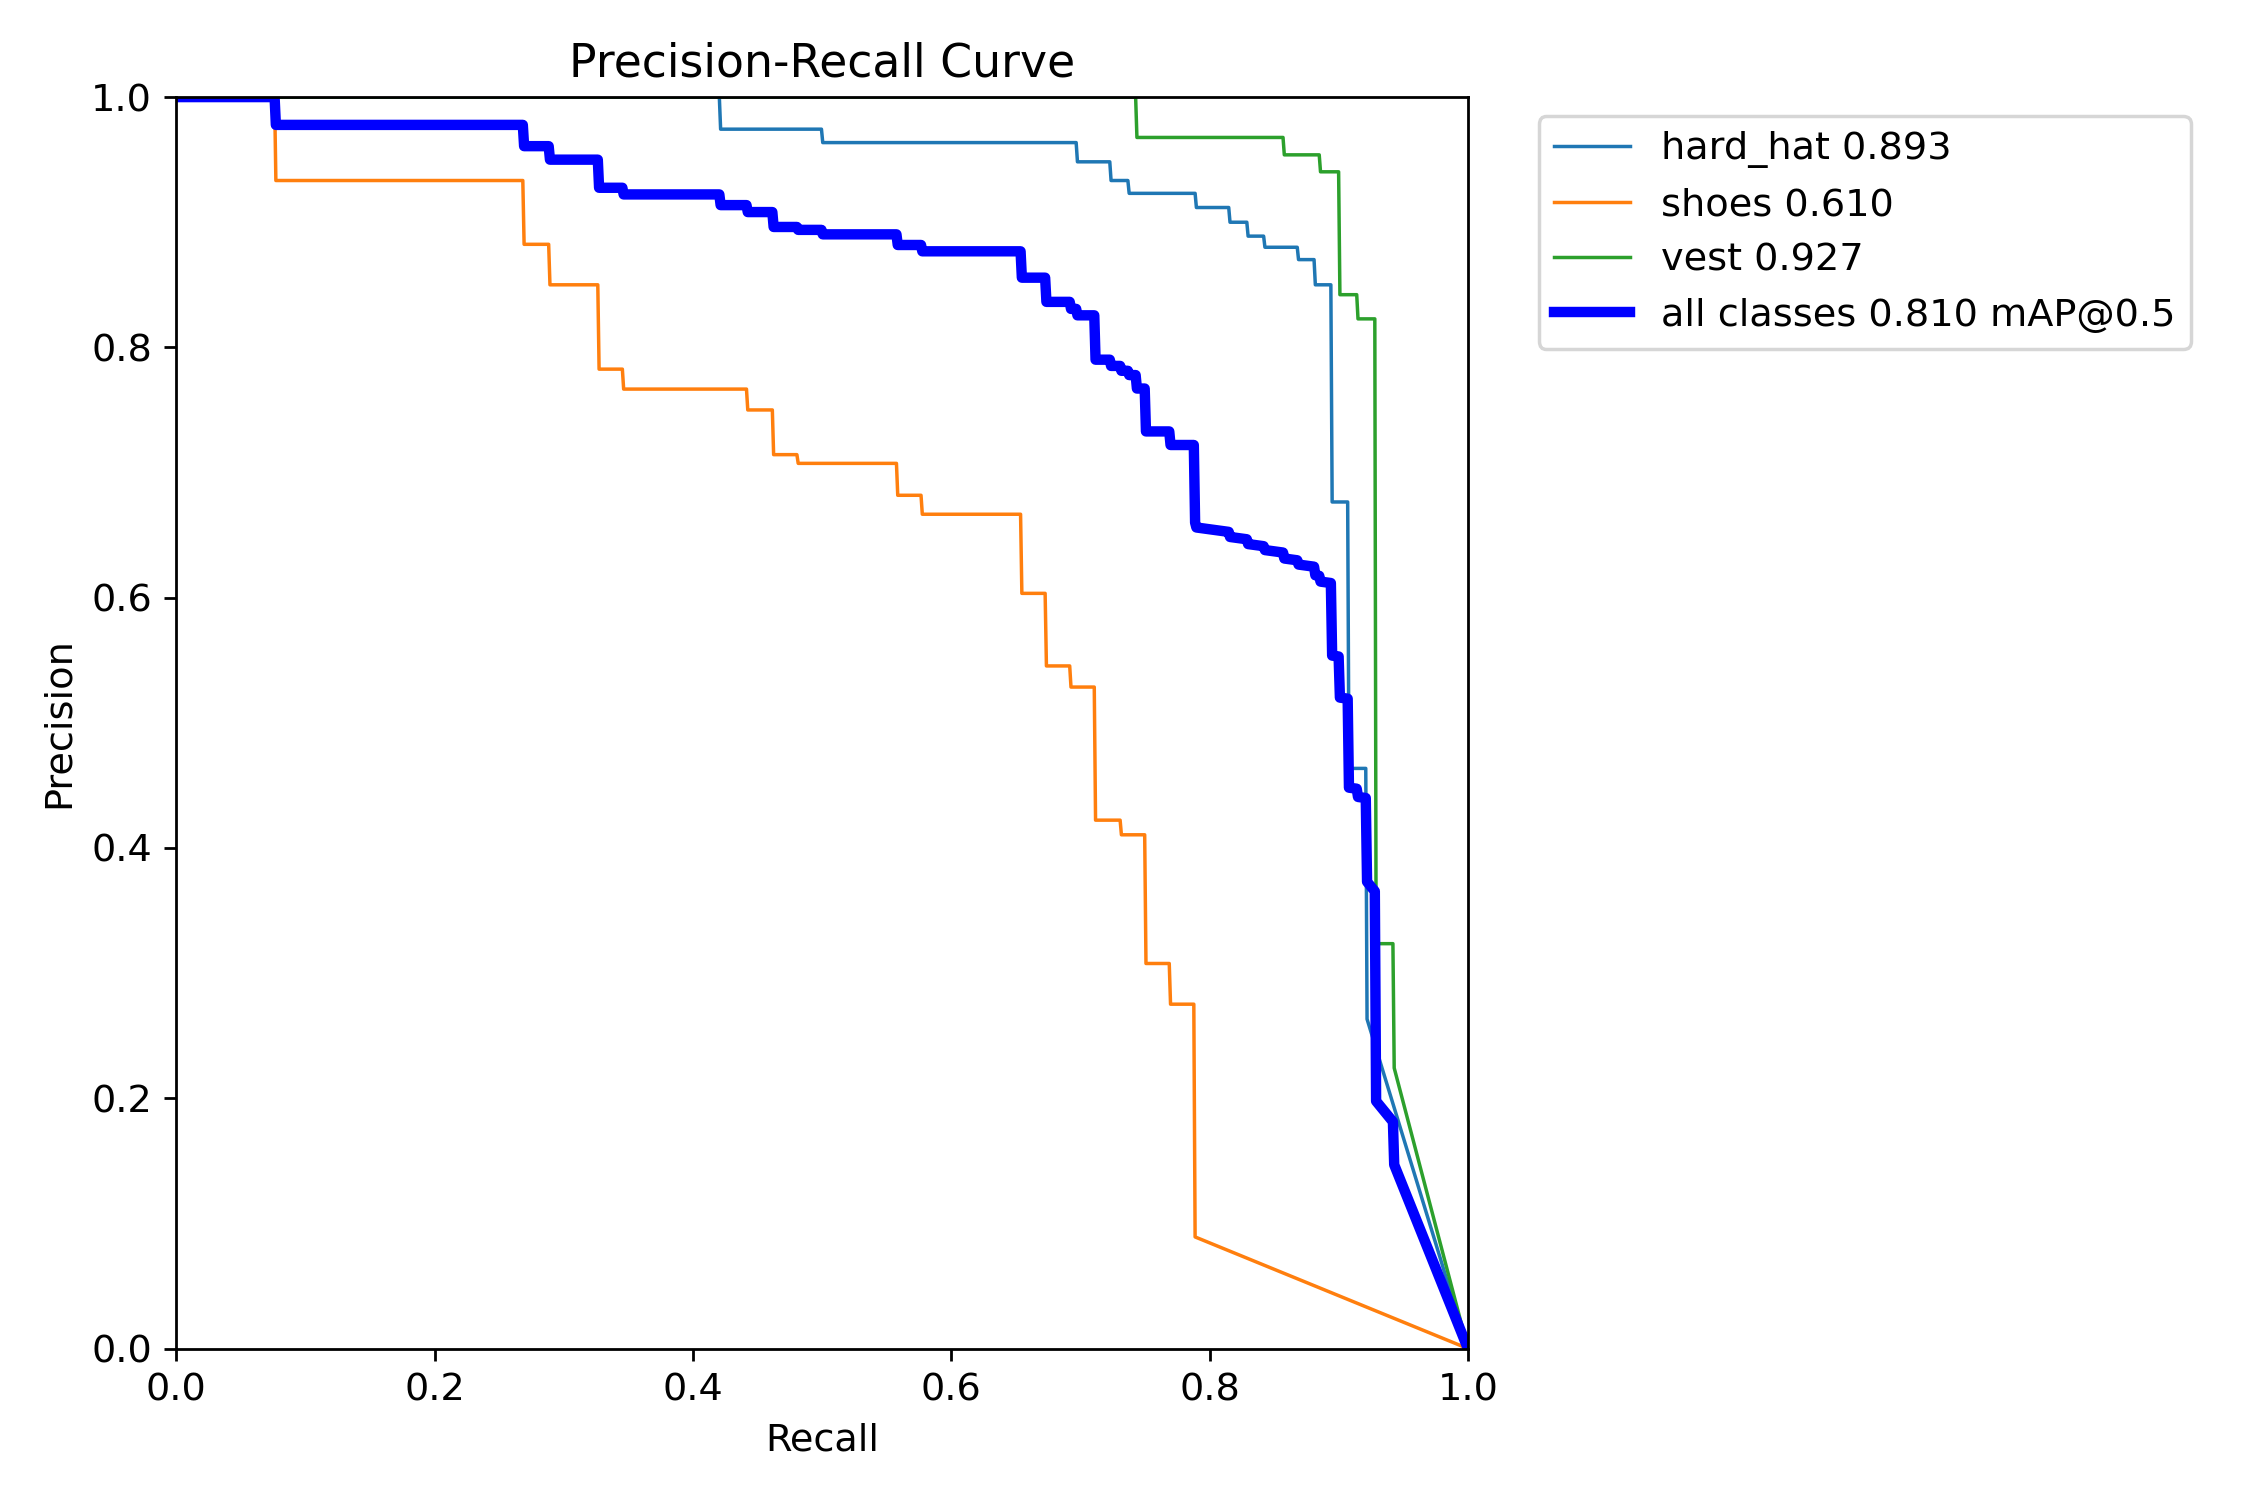 Precision-Recall Curve
1.0
0.8
0.6
0.4
0.2
0.0
Precision
0.0 0.2 0.4 0.6 0.8 1.0
Recall
hard_hat 0.893
shoes 0.610
vest 0.927
all classes 0.810 mAP@0.5